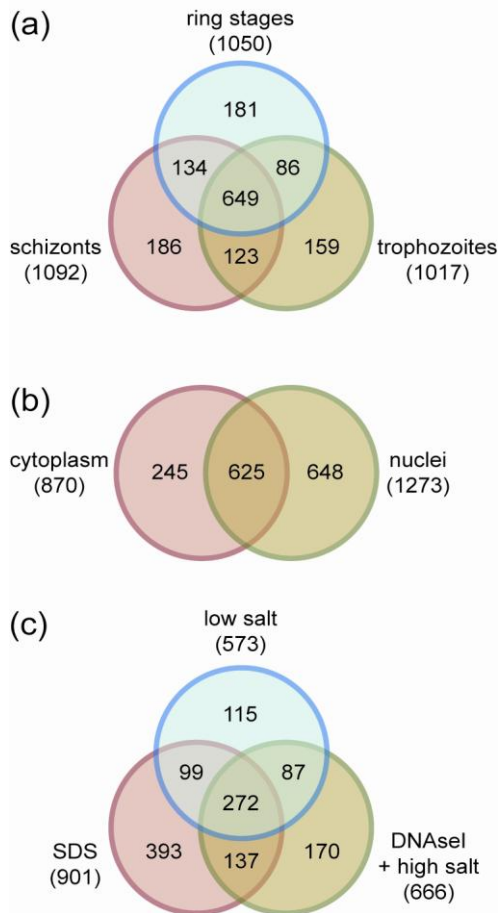 (a)
ring stages
(1050)
181
134 86
649
schizonts 186 123 159 trophozoites
(1092) (1017)
(b)
cytoplasm 245 625 648 nuclei
(870) (1273)
(c)
low salt
(573)
115
99 87
272
SDS 393 137 170 DNAseI
(901) + high salt
(666)